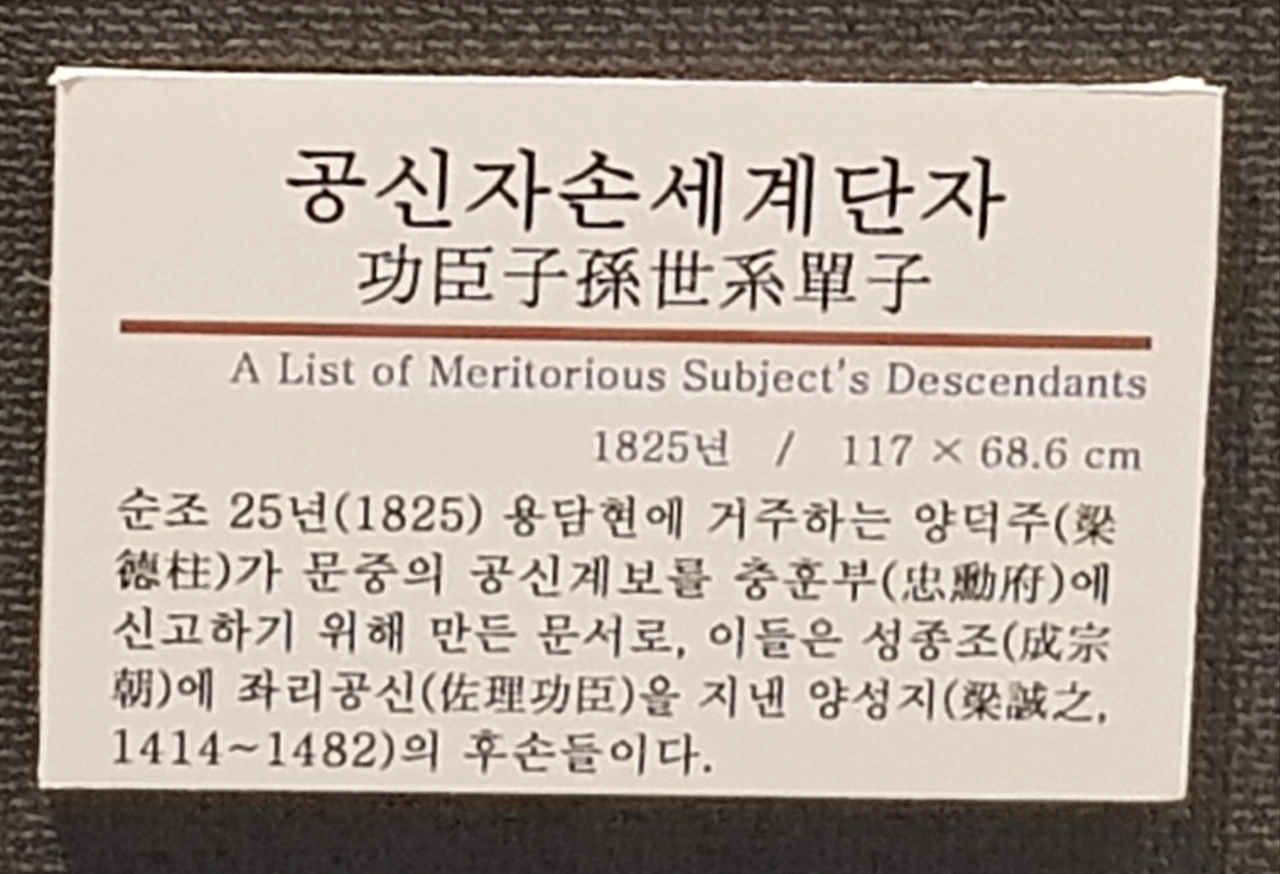 공신자손세계단자
功臣子孫世系單子
A List of Meritorious Subject's Descendants
1825년 / 117 × 68.6 cm
순조 25년(1825) 용담현에 거주하는 양덕주(梁
德柱)가 문중의 공신계보를 충훈부(忠勳府)에
신고하기 위해 만든 문서로, 이들은 성종조(成宗
朝)에 좌리공신(佐理功臣)을 지낸 양성지(梁誠之,
1414~1482)의 후손들이다.